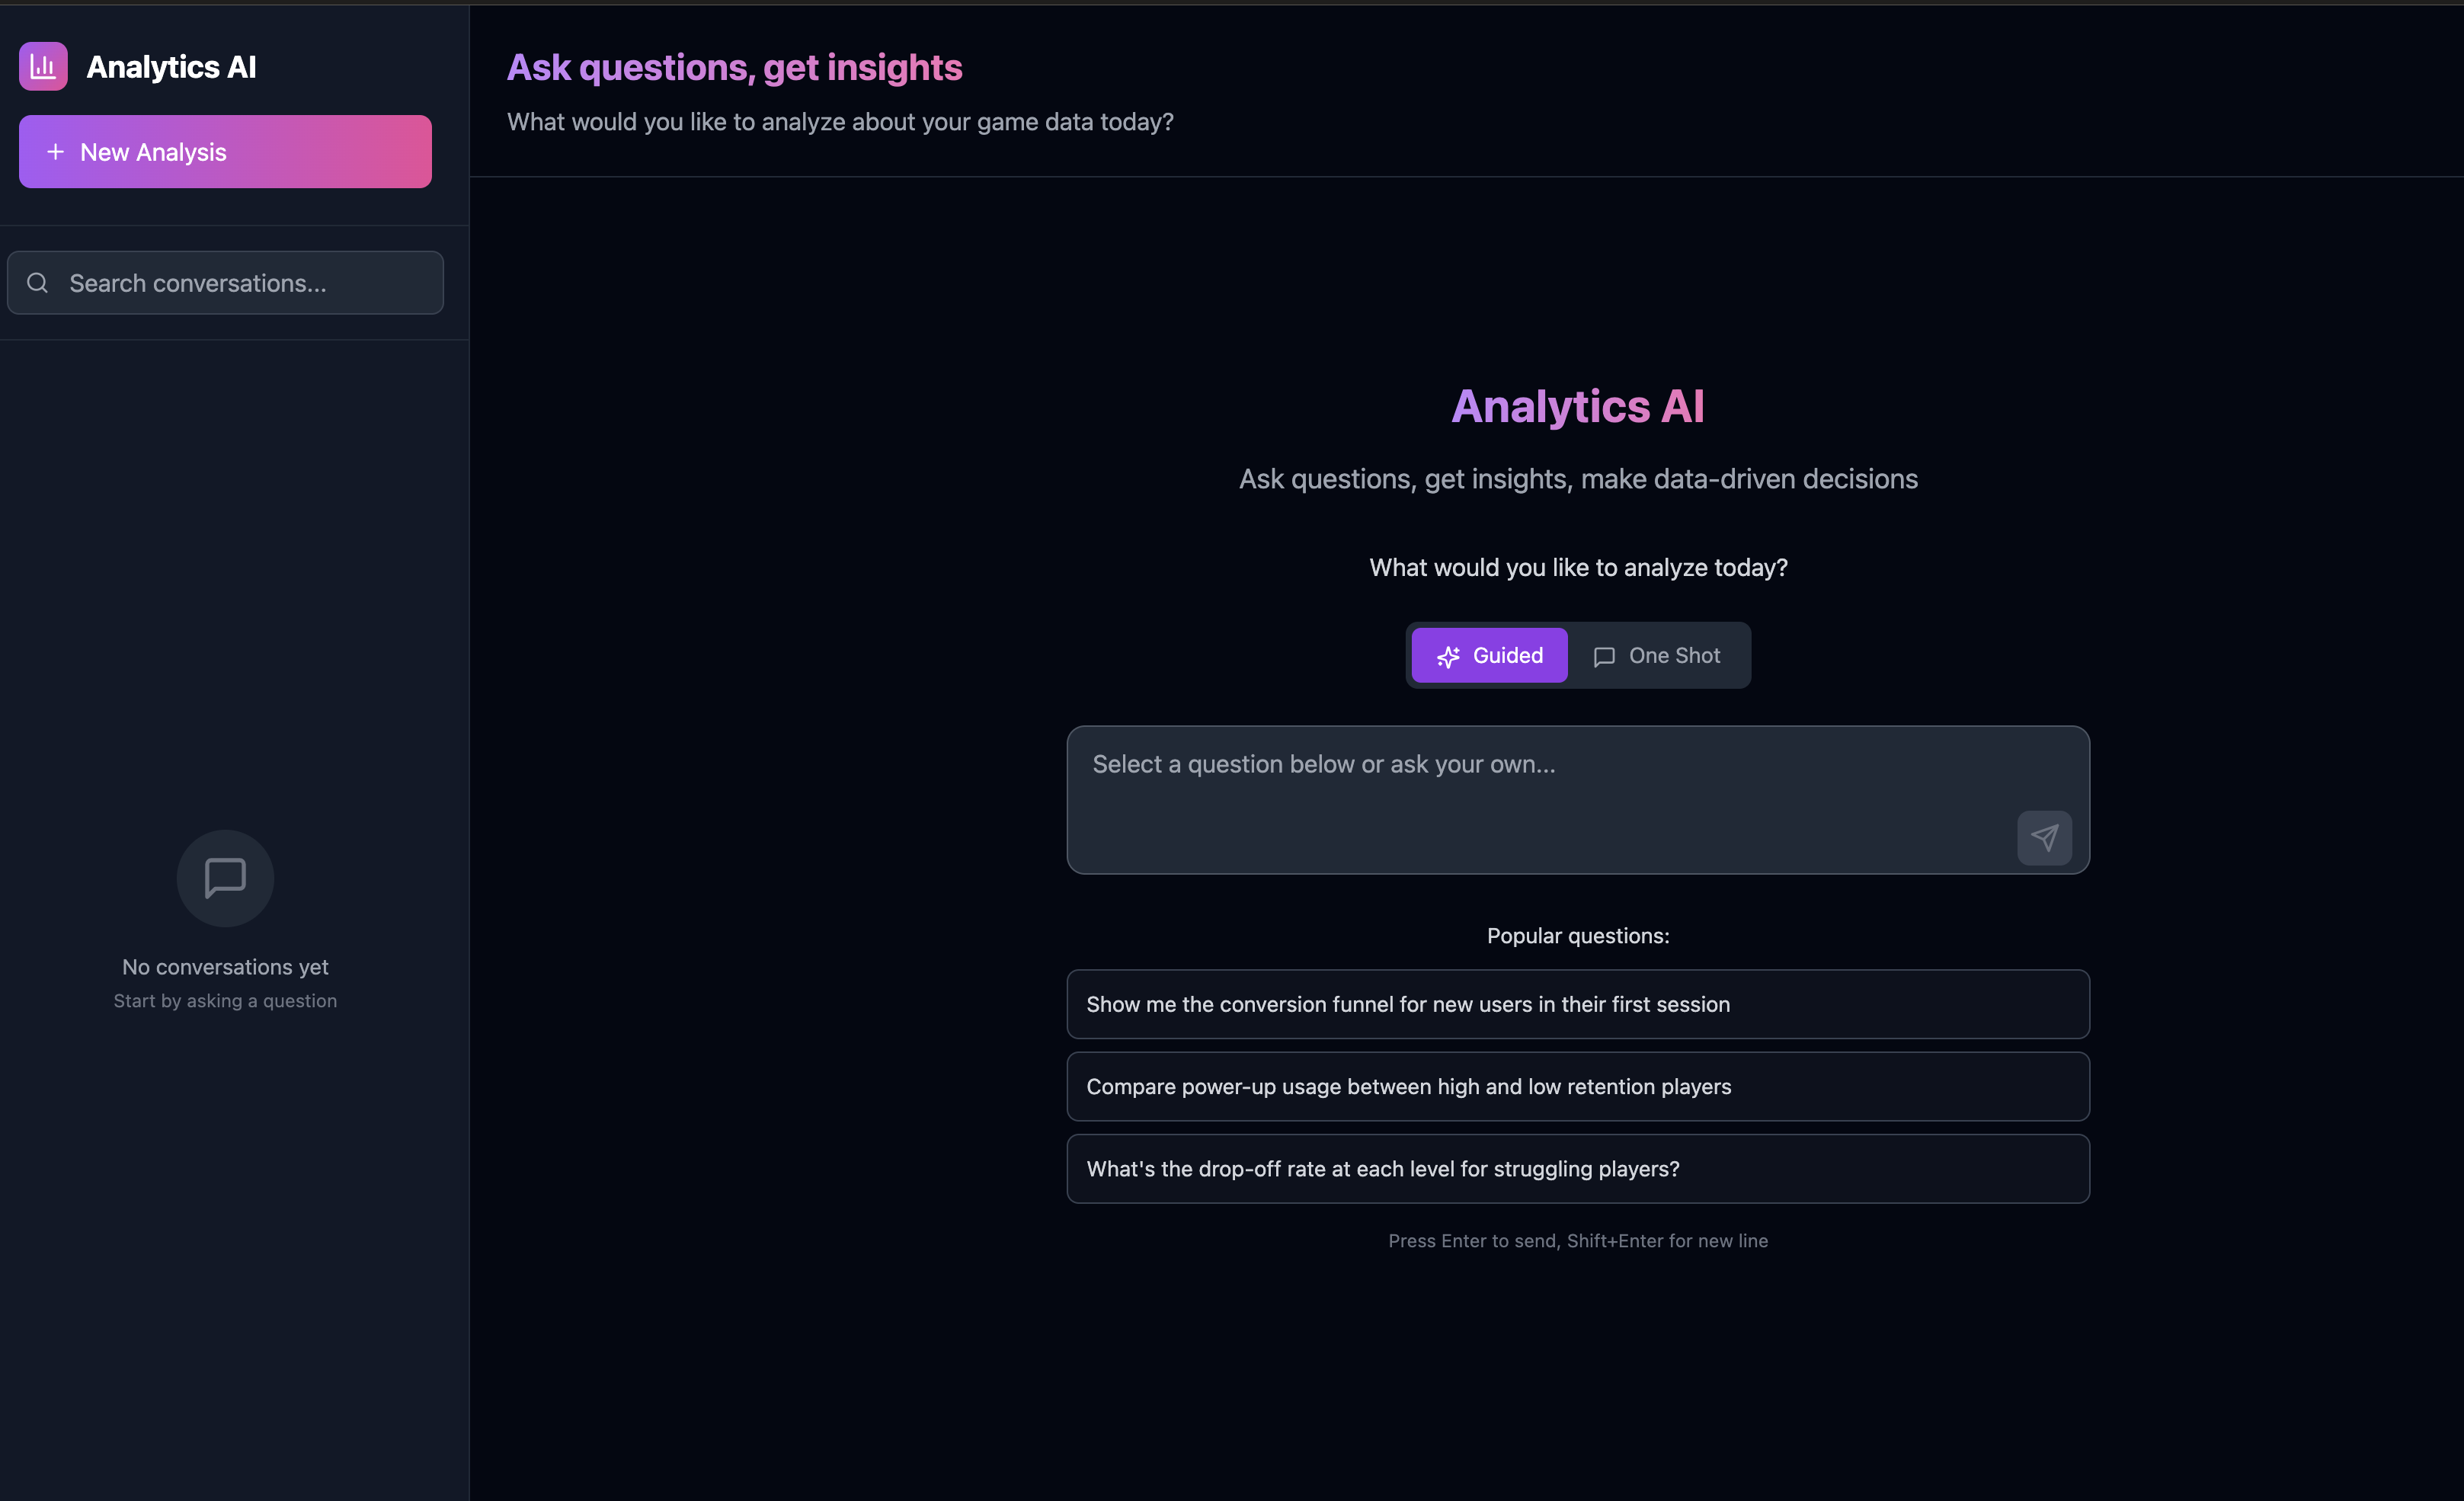 Analytics AI
New Analysis
Search conversations...
No conversations yet
Start by asking a question
Ask questions, get insights
What would you like to analyze about your game data today?
Analytics AI
Ask questions, get insights, make data-driven decisions
What would you like to analyze today?
Guided
One Shot
Select a question below or ask your own...
Popular questions:
Show me the conversion funnel for new users in their first session
Compare power-up usage between high and low retention players
What's the drop-off rate at each level for struggling players?
Press Enter to send, Shift+Enter for new line